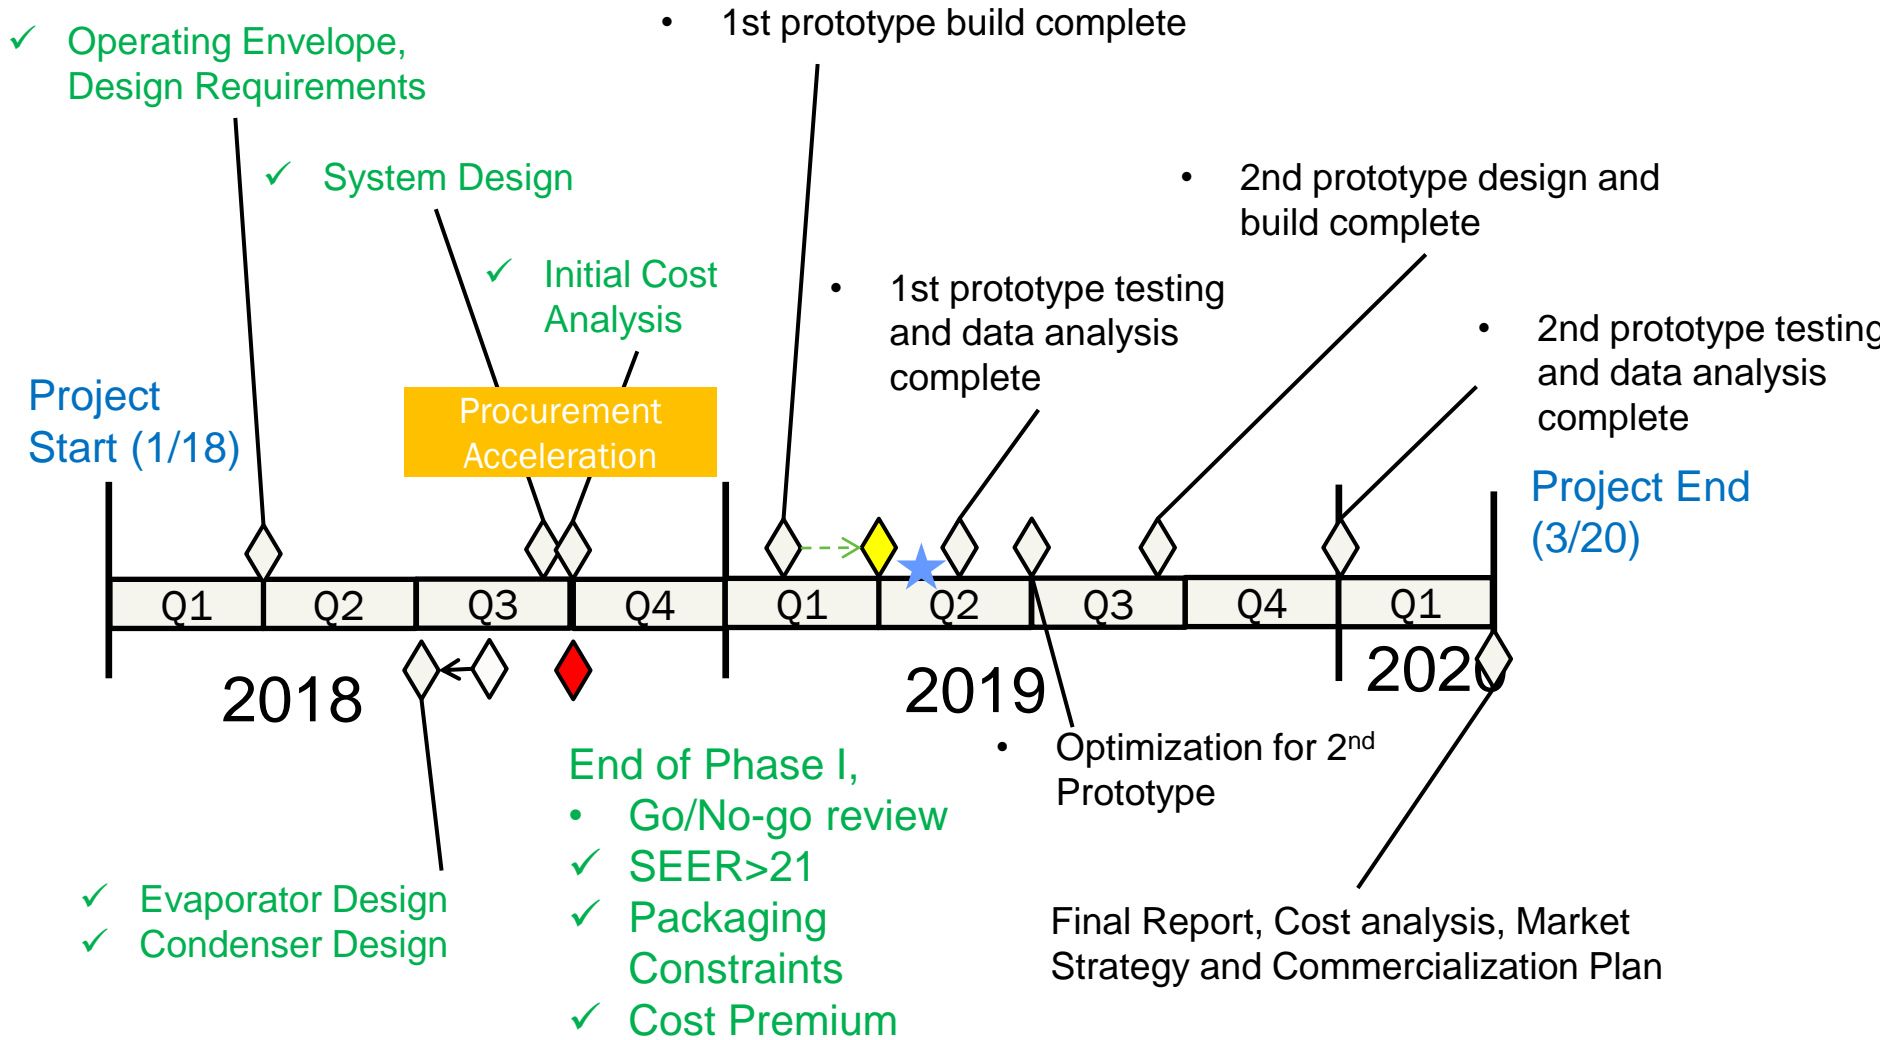 • 1st prototype build complete
✓ Operating Envelope,
Design Requirements
✓ System Design
• 2nd prototype design and
build complete
✓ Initial Cost
Analysis
• 1st prototype testing
and data analysis
complete
• 2nd prototype testing
and data analysis
complete
Project
Start (1/18)
Procurement
Acceleration
Project End
(3/20)
Q1 Q2 Q3 Q4 Q1 Q2 Q3 Q4 Q1
2018 2019 2020
• Optimization for 2nd
Prototype
End of Phase I,
• Go/No-go review
✓ SEER>21
✓ Packaging
Constraints
✓ Cost Premium
✓ Evaporator Design
✓ Condenser Design
Final Report, Cost analysis, Market
Strategy and Commercialization Plan